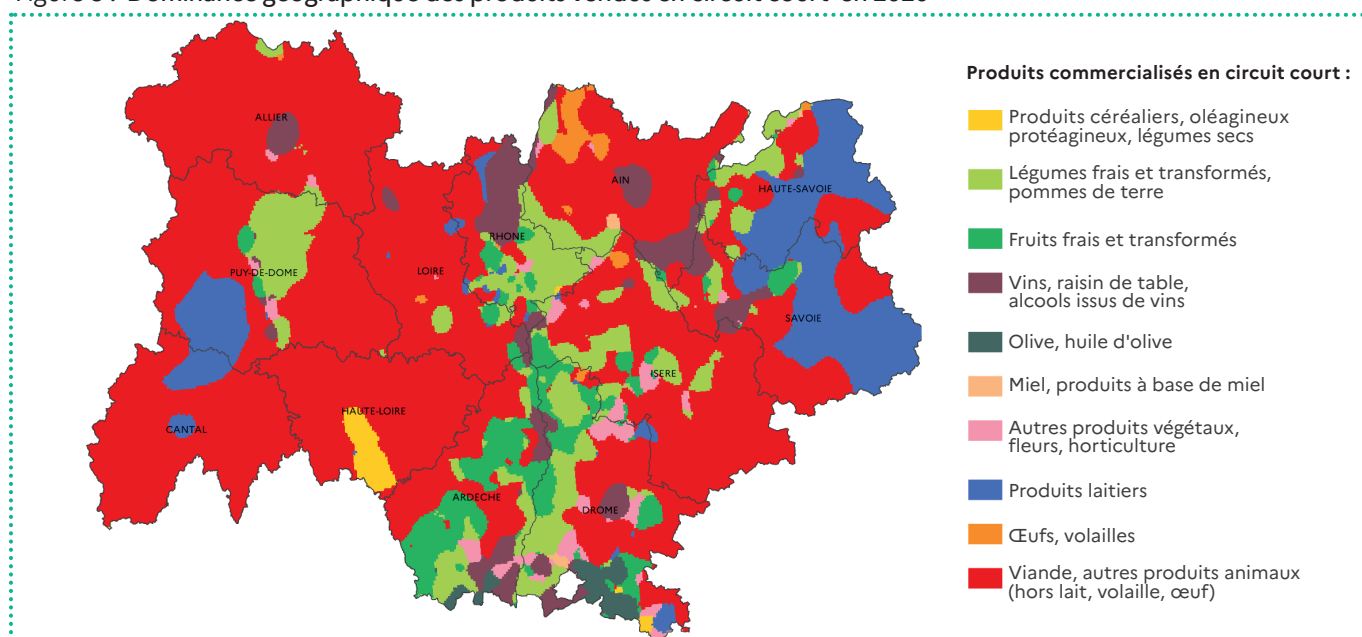 Produits commercialisés en circuit court :
Produits céréaliers, oléagineux
protéagineux, légumes secs
Légumes frais et transformés,
pommes de terre
Fruits frais et transformés
Vins, raisin de table,
alcools issus de vins
Olive, huile d'olive
Miel, produits à base de miel
Autres produits végétaux,
fleurs, horticulture
Produits laitiers
Œufs, volailles
Viande, autres produits animaux
(hors lait, volaille, œuf)
ALLIER
AIN
HAUTE-SAVOIE
RHONE
PUY-DE-DOME
LOIRE
SAVOIE
ISERE
HAUTE-LOIRE
CANTAL
ARDECHE
DROME